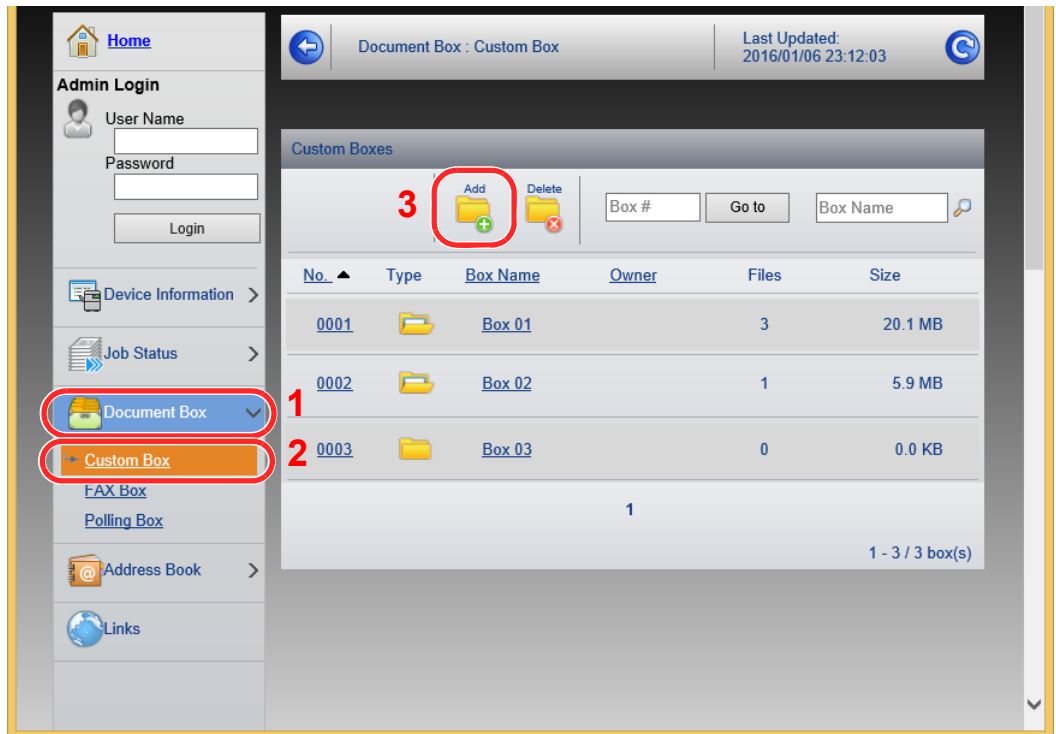 Home
Admin Login
User Name
Password
Login
Device Information
Job Status
Document Box
1
Custom Box
2
FAX Box
Polling Box
Address Book
Links
Document Box : Custom Box
Last Updated:
2016/01/06 23:12:03
Custom Boxes
3
Add
Delete
Box #
Go to
Box Name
No. Type Box Name Owner Files Size
0001 Box 01 3 20.1 MB
0002 Box 02 1 5.9 MB
0003 Box 03 0 0.0 KB
1
1 - 3 / 3 box(s)